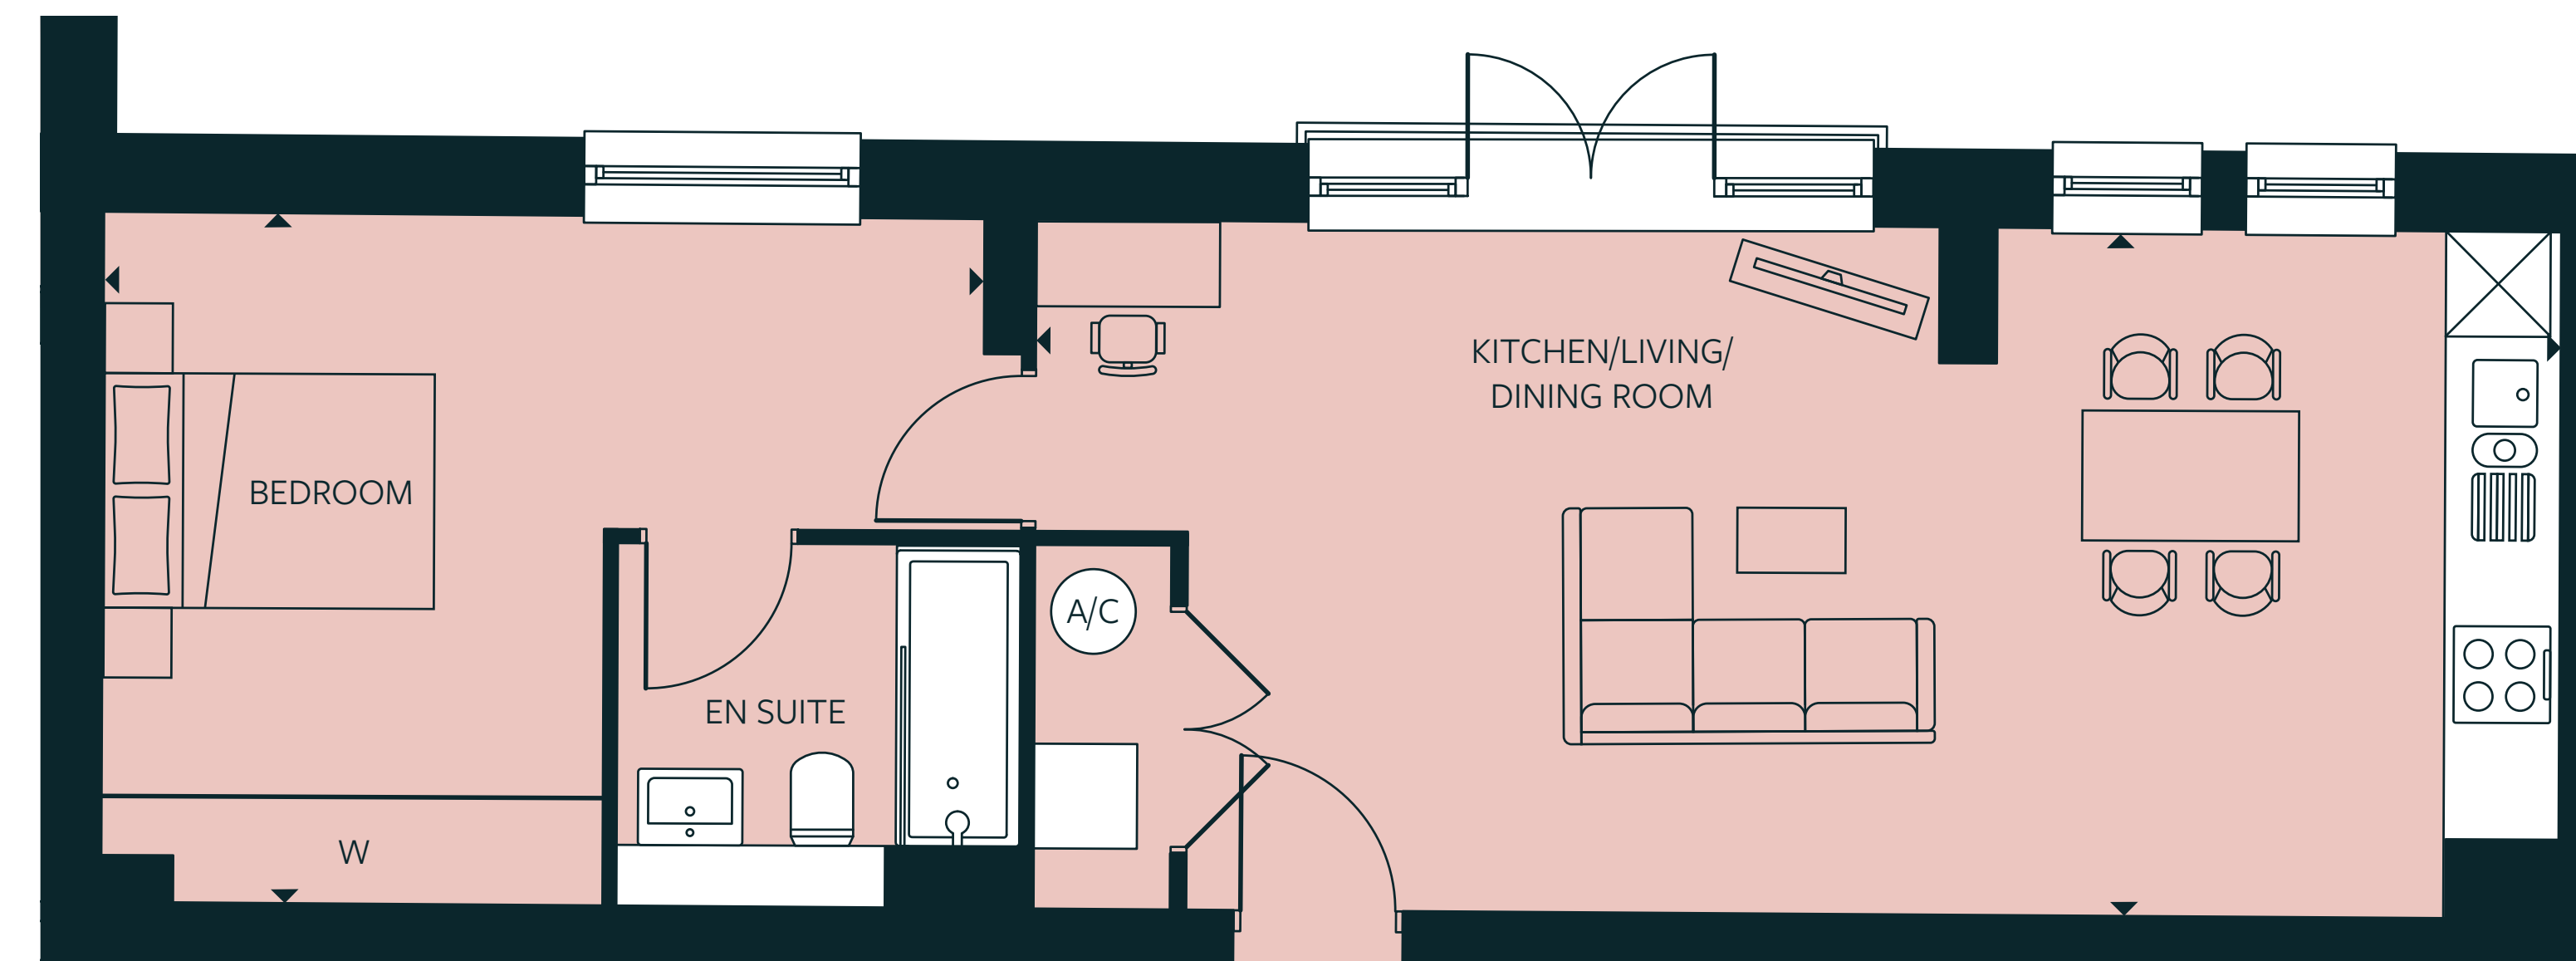 KITCHEN/LIVING/
DINING ROOM
BEDROOM
A/C
EN SUITE
W